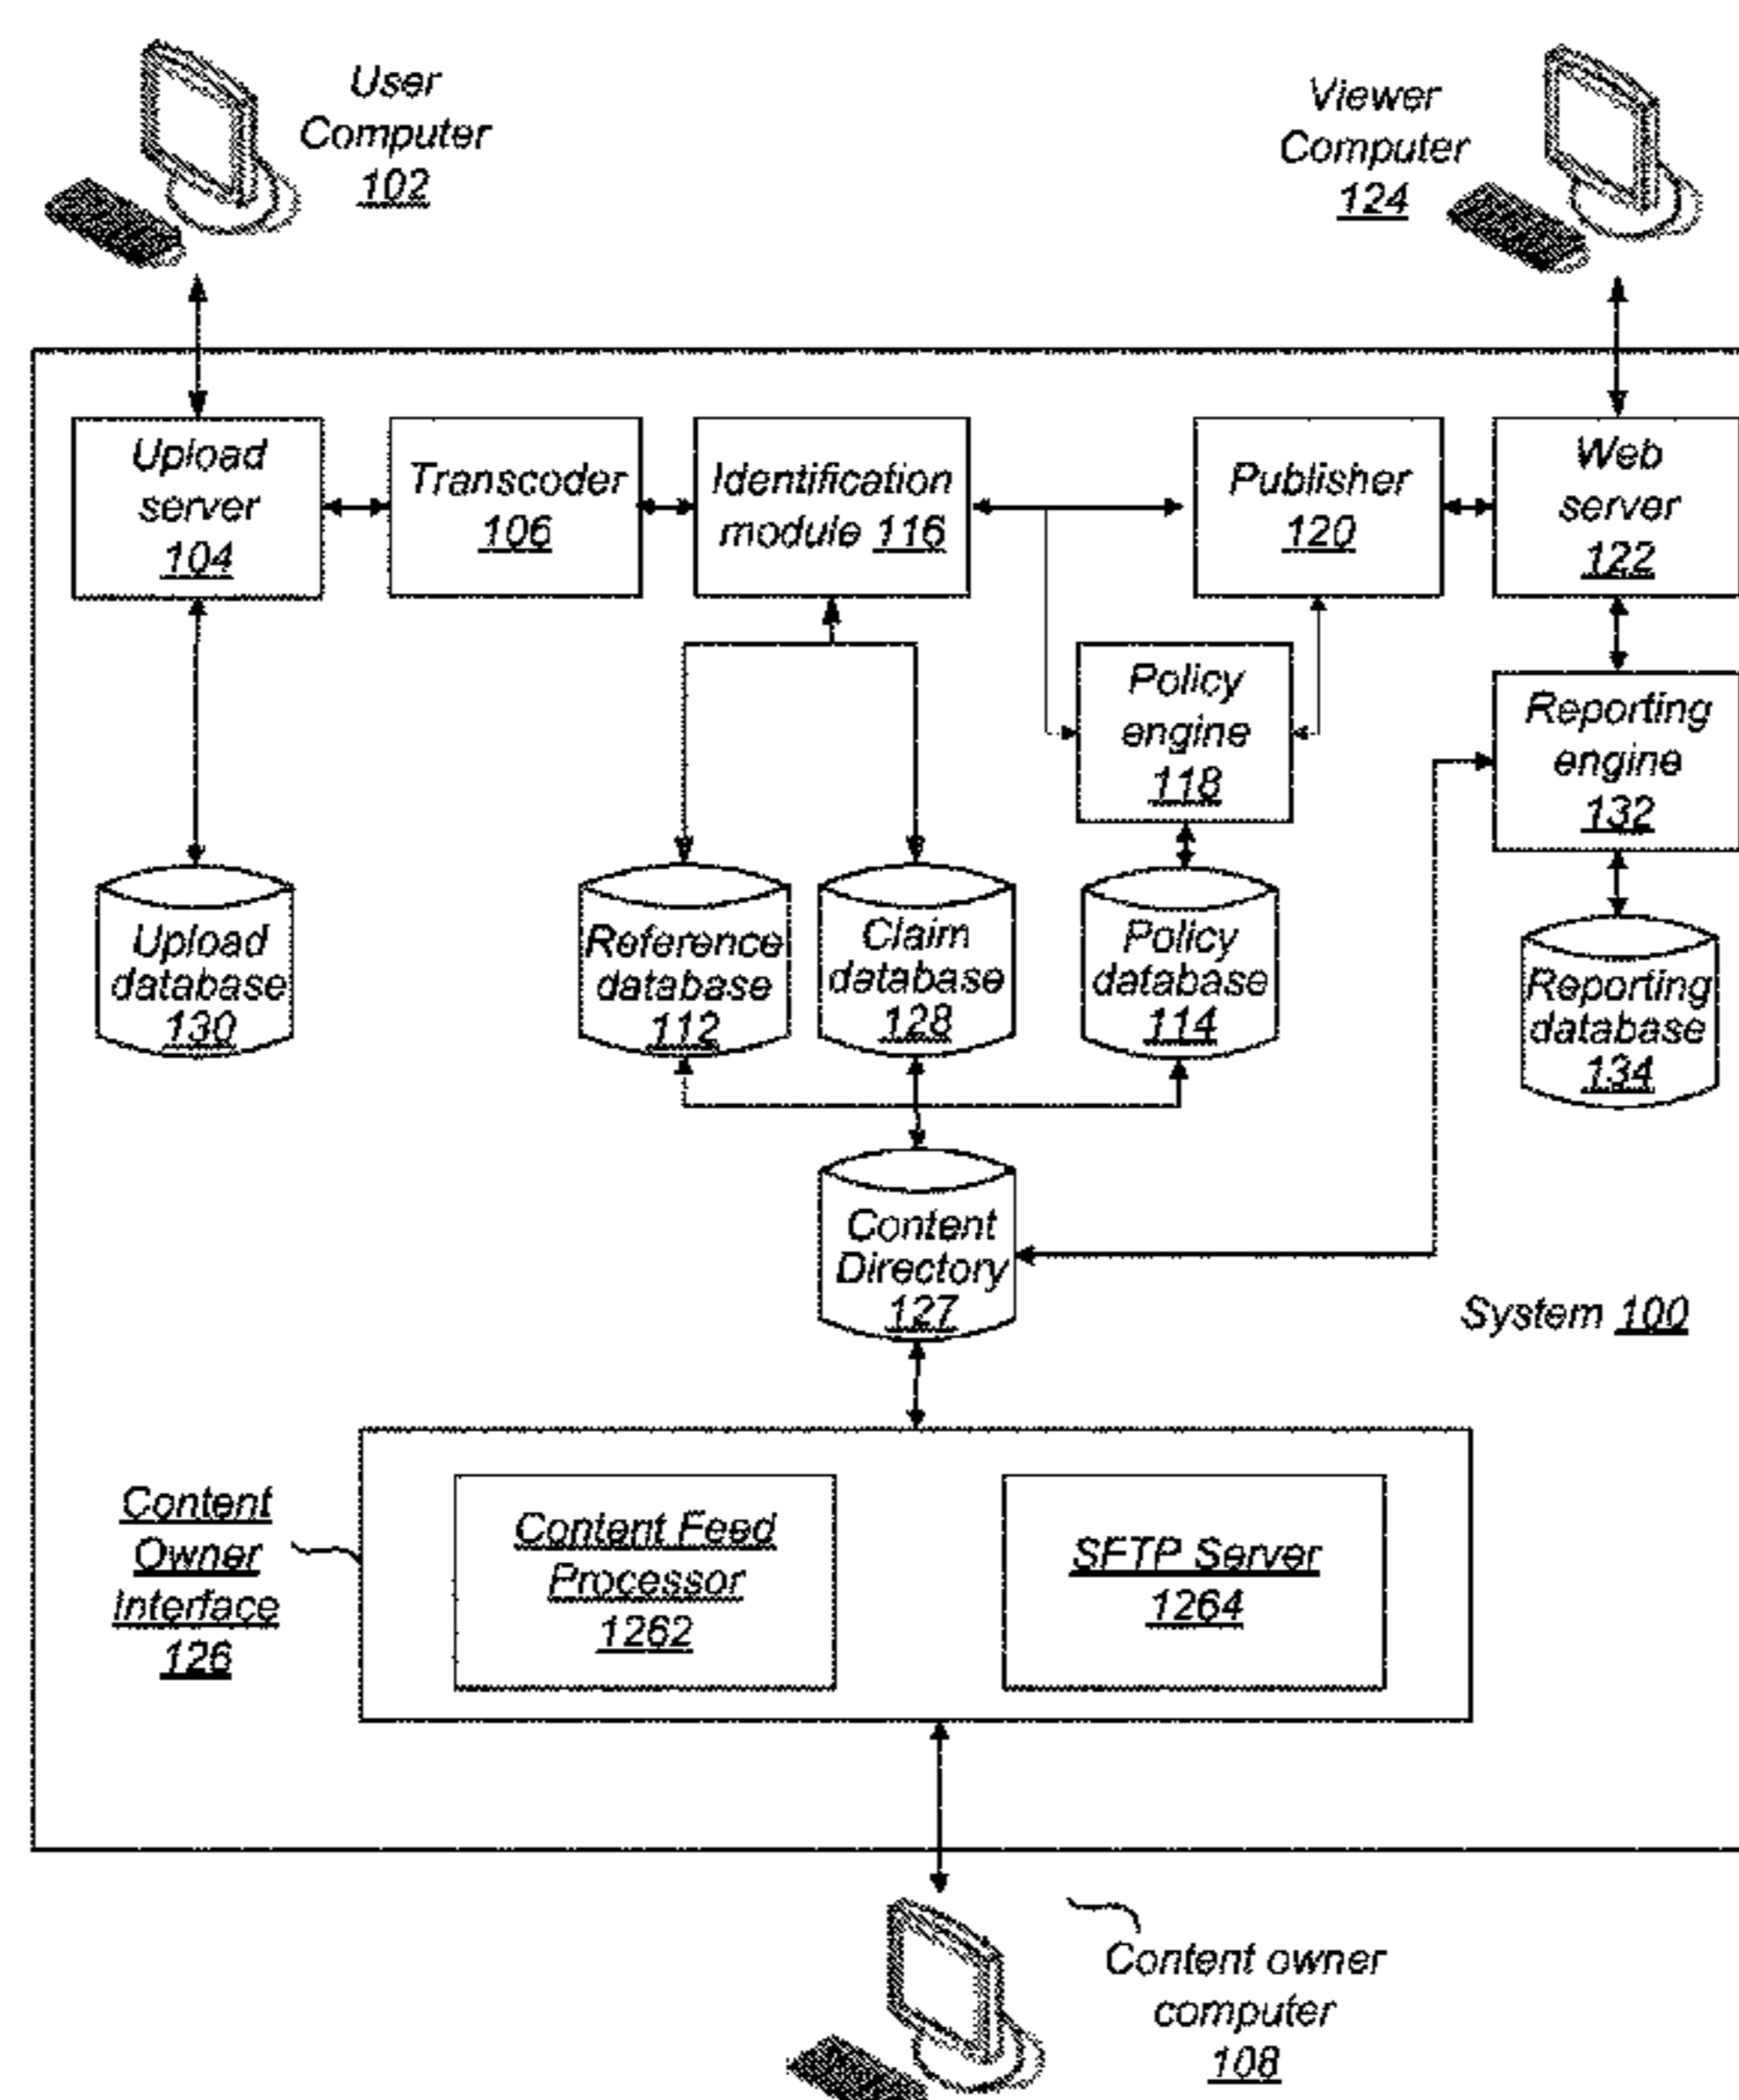 User
Computer
102
Viewer
Computer
124
Upload
server
104
Transcoder
106
Identification
module 116
Publisher
120
Web
server
122
Policy
engine
118
Reporting
engine
132
Upload
database
130
Reference
database
112
Claim
database
128
Policy
database
114
Reporting
database
134
Content
Directory
127
System 100
Content
Owner
Interface
126
Content Feed
Processor
1262
SFTP Server
1264
Content owner
computer
108